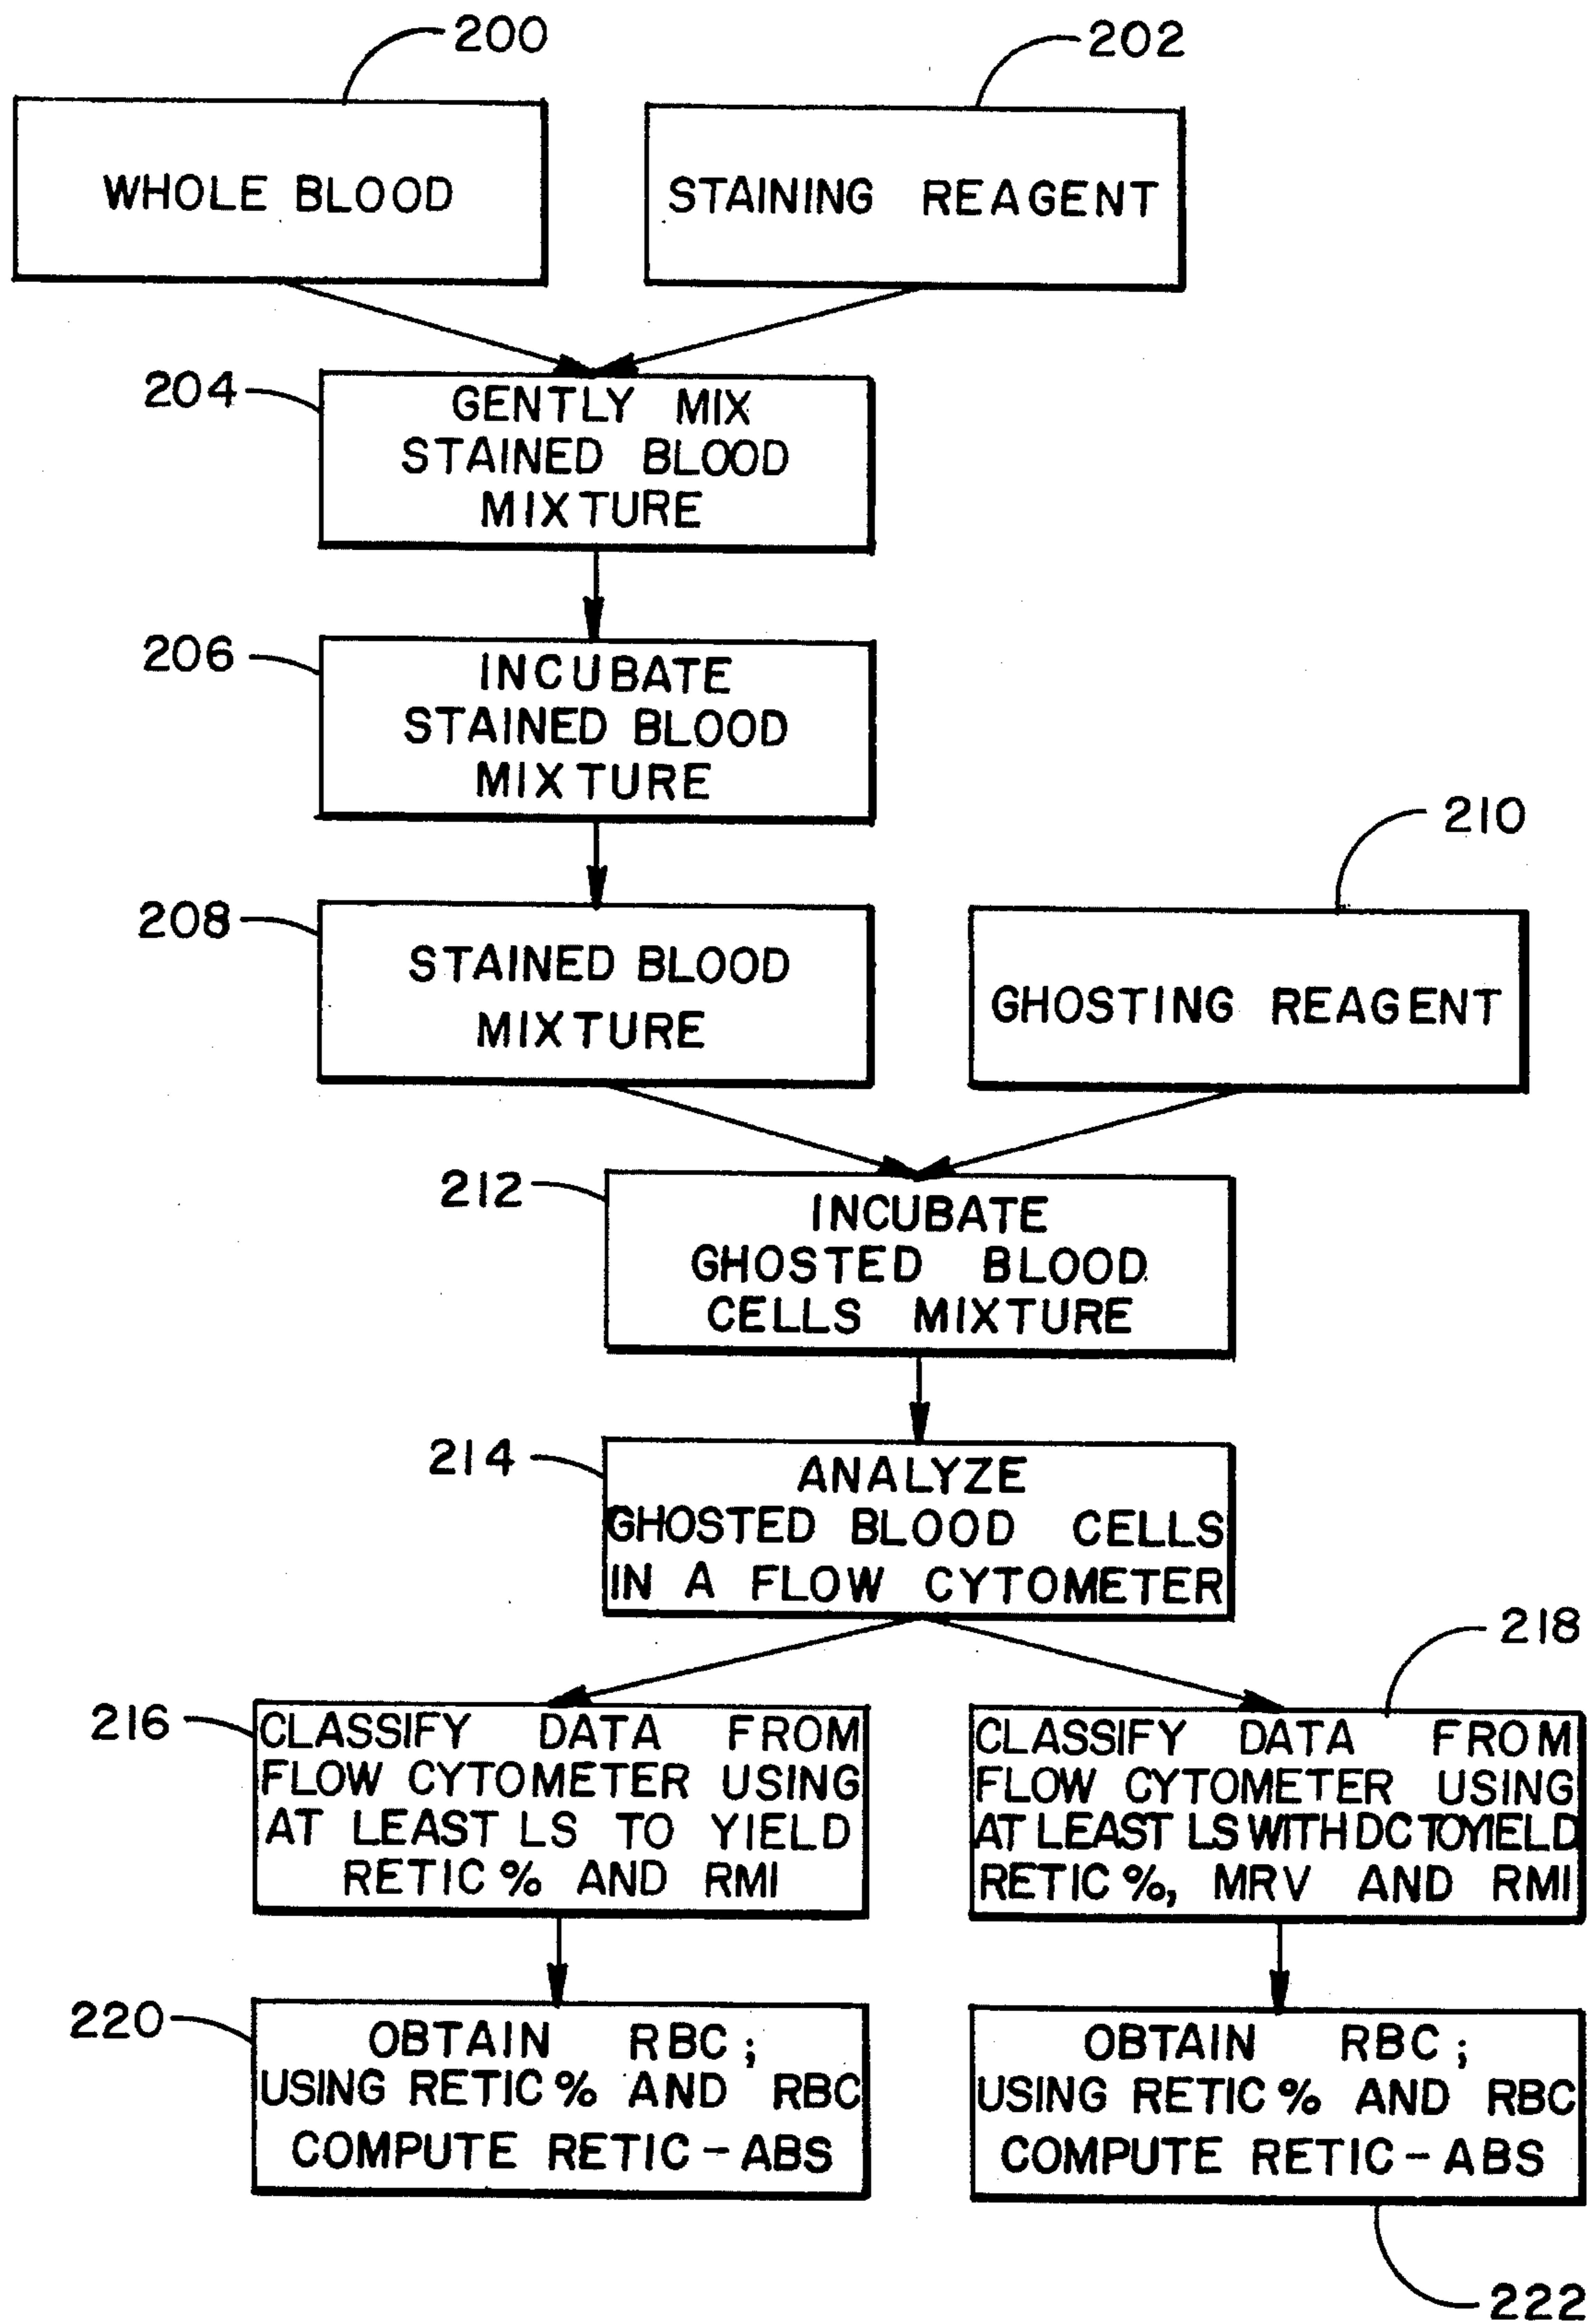 200
202
WHOLE BLOOD
STAINING REAGENT
204
GENTLY MIX
STAINED BLOOD
MIXTURE
206
INCUBATE
STAINED BLOOD
MIXTURE
208
STAINED BLOOD
MIXTURE
210
GHOSTING REAGENT
212
INCUBATE
GHOSTED BLOOD
CELLS MIXTURE
214
ANALYZE
GHOSTED BLOOD CELLS
IN A FLOW CYTOMETER
216
CLASSIFY DATA FROM
FLOW CYTOMETER USING
AT LEAST LS TO YIELD
RETIC % AND RMI
218
CLASSIFY DATA FROM
FLOW CYTOMETER USING
AT LEAST LS WITH DC TO YIELD
RETIC %, MRV AND RMI
220
OBTAIN RBC;
USING RETIC % AND RBC
COMPUTE RETIC-ABS
OBTAIN RBC;
USING RETIC % AND RBC
COMPUTE RETIC-ABS
222